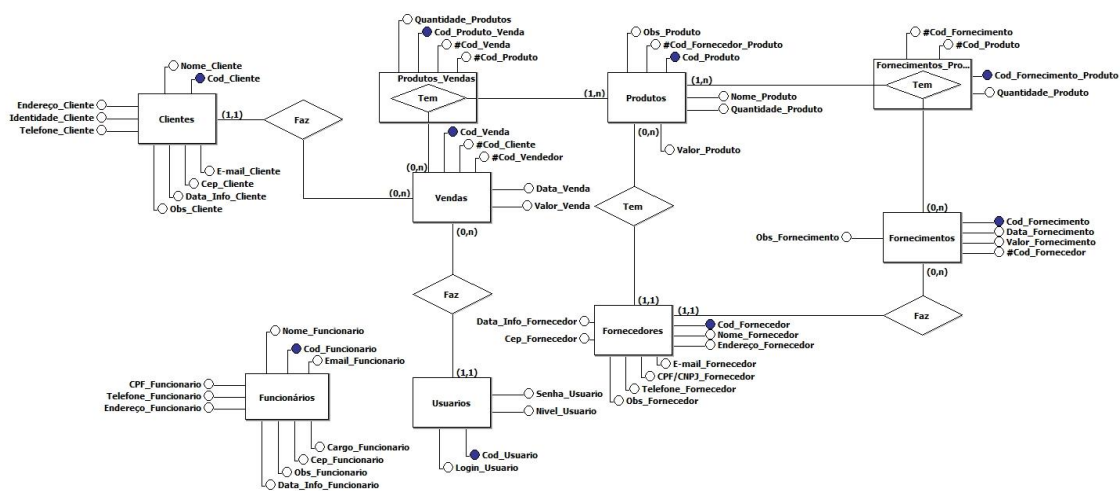 Quantidade_Produtos
Cod_Produto_Venda
#Cod_Venda
#Cod_Produto
Produtos_Vendas
Tem
Nome_Cliente
Cod_Cliente
Endereço_Cliente
Identidade_Cliente
Telefone_Cliente
Clientes
(1,1)
E-mail_Cliente
Cep_Cliente
Data_Info_Cliente
Obs_Cliente
Faz
(0,n)
(0,n)
Cod_Venda
#Cod_Cliente
#Cod_Vendedor
Vendas
Data_Venda
Valor_Venda
(0,n)
Obs_Produto
#Cod_Fornecedor_Produto
Cod_Produto
(1,n)
Produtos
(1,n)
Nome_Produto
Quantidade_Produto
(0,n)
Valor_Produto
#Cod_Fornecimento
#Cod_Produto
Fornecimentos_Pro...
Tem
Cod_Fornecimento_Produto
Quantidade_Produto
Tem
(0,n)
Obs_Fornecimento
Fornecimentos
Cod_Fornecimento
Data_Fornecimento
Valor_Fornecimento
#Cod_Fornecedor
(0,n)
Faz
Faz
(1,1)
(1,1)
Data_Info_Fornecedor
Cep_Fornecedor
Fornecedores
Cod_Fornecedor
Nome_Fornecedor
Endereço_Fornecedor
E-mail_Fornecedor
CPF/CNPJ_Fornecedor
Telefone_Fornecedor
Obs_Fornecedor
Nome_Funcionario
Cod_Funcionario
Email_Funcionario
CPF_Funcionario
Telefone_Funcionario
Endereço_Funcionario
Funcionários
Cargo_Funcionario
Cep_Funcionario
Obs_Funcionario
Data_Info_Funcionario
(1,1)
Usuarios
Senha_Usuario
Nivel_Usuario
Cod_Usuario
Login_Usuario